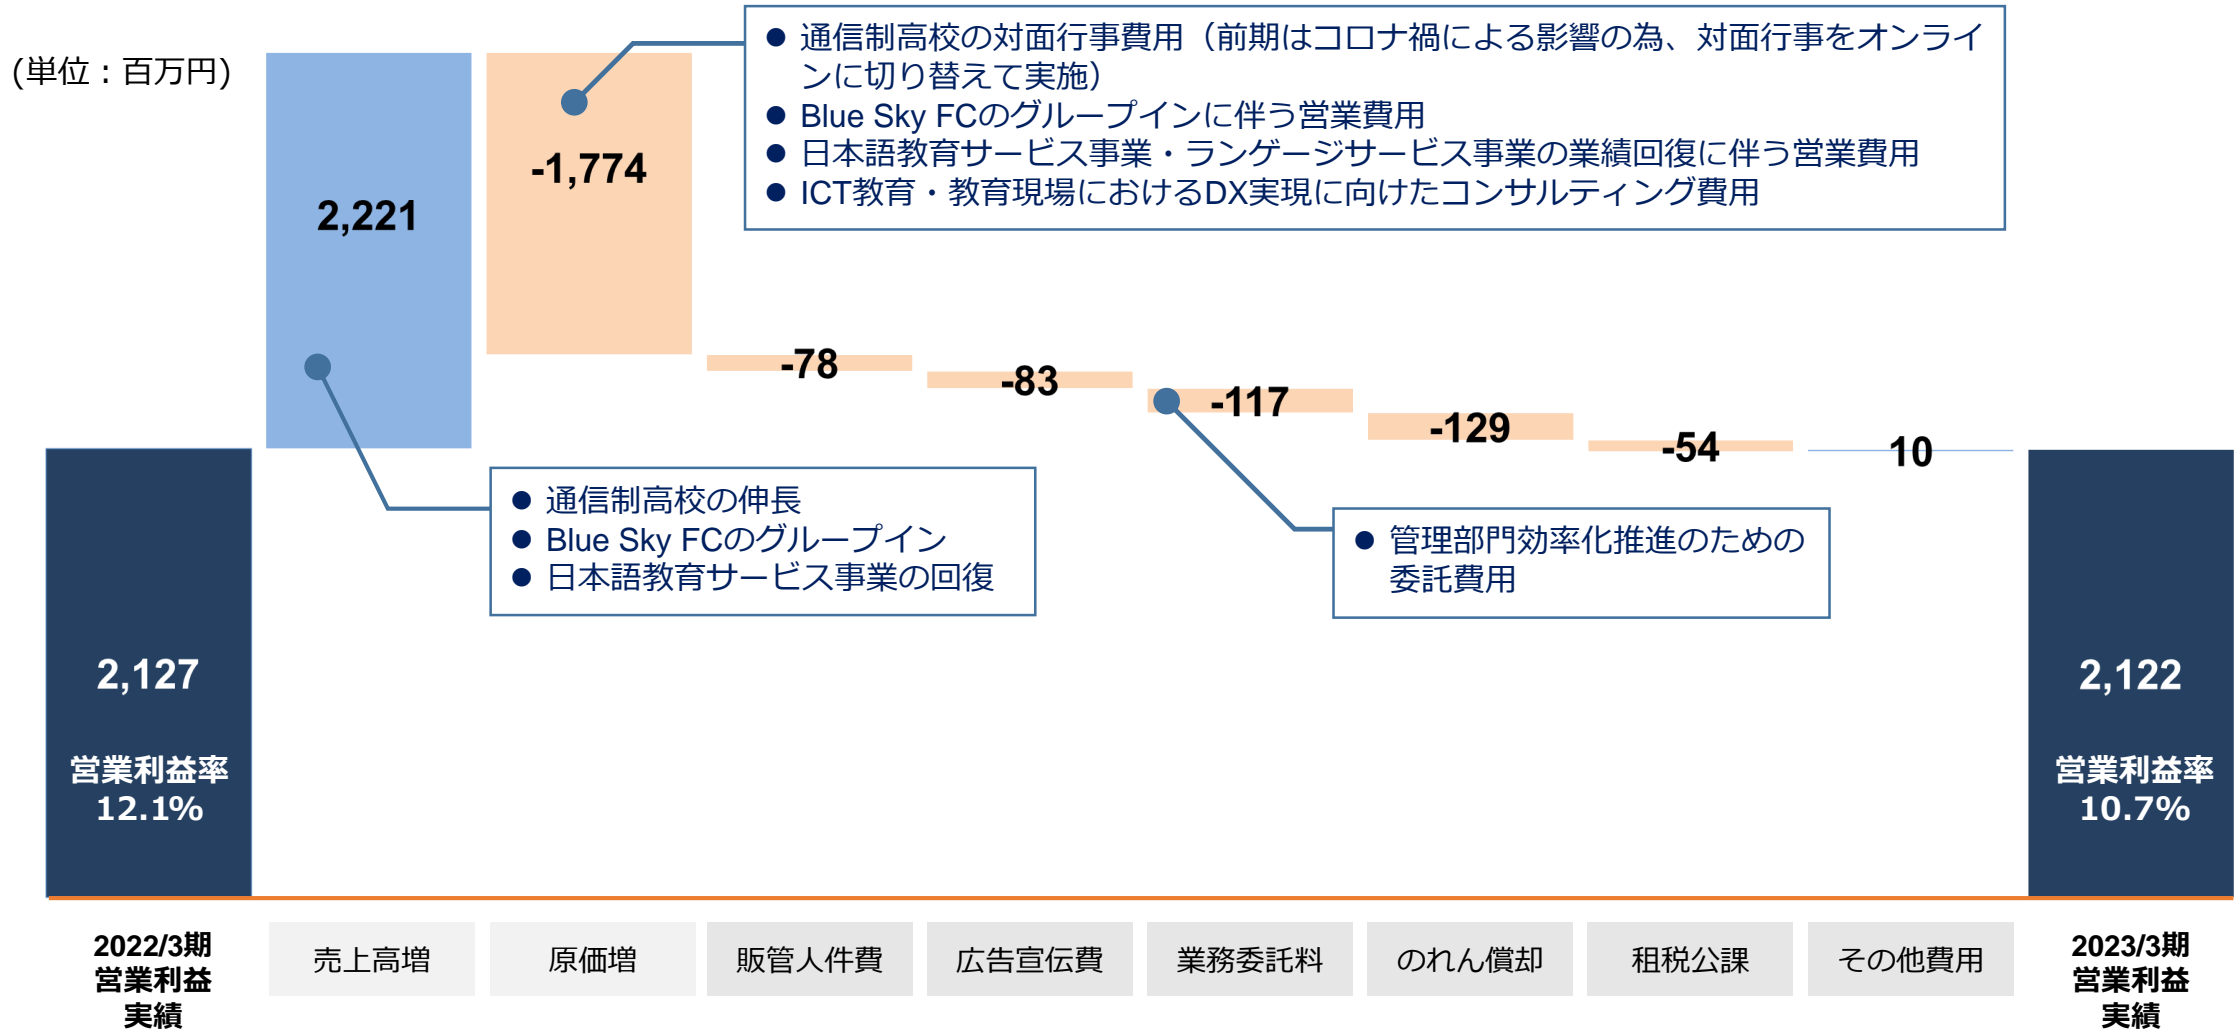 (単位：百万円)
● 通信制高校の対面行事費用（前期はコロナ禍による影響の為、対面行事をオンライ
ンに切り替えて実施）
● Blue Sky FCのグループインに伴う営業費用
● 日本語教育サービス事業・ランゲージサービス事業の業績回復に伴う営業費用
● ICT教育・教育現場におけるDX実現に向けたコンサルティング費用
2,221
-1,774
-78
-83
-117
-129
-54
10
● 通信制高校の伸長
● Blue Sky FCのグループイン
● 日本語教育サービス事業の回復
● 管理部門効率化推進のための
委託費用
2,127
営業利益率
12.1%
2,122
営業利益率
10.7%
2022/3期
営業利益
実績
売上高増
原価増
販管人件費
広告宣伝費
業務委託料
のれん償却
租税公課
その他費用
2023/3期
営業利益
実績